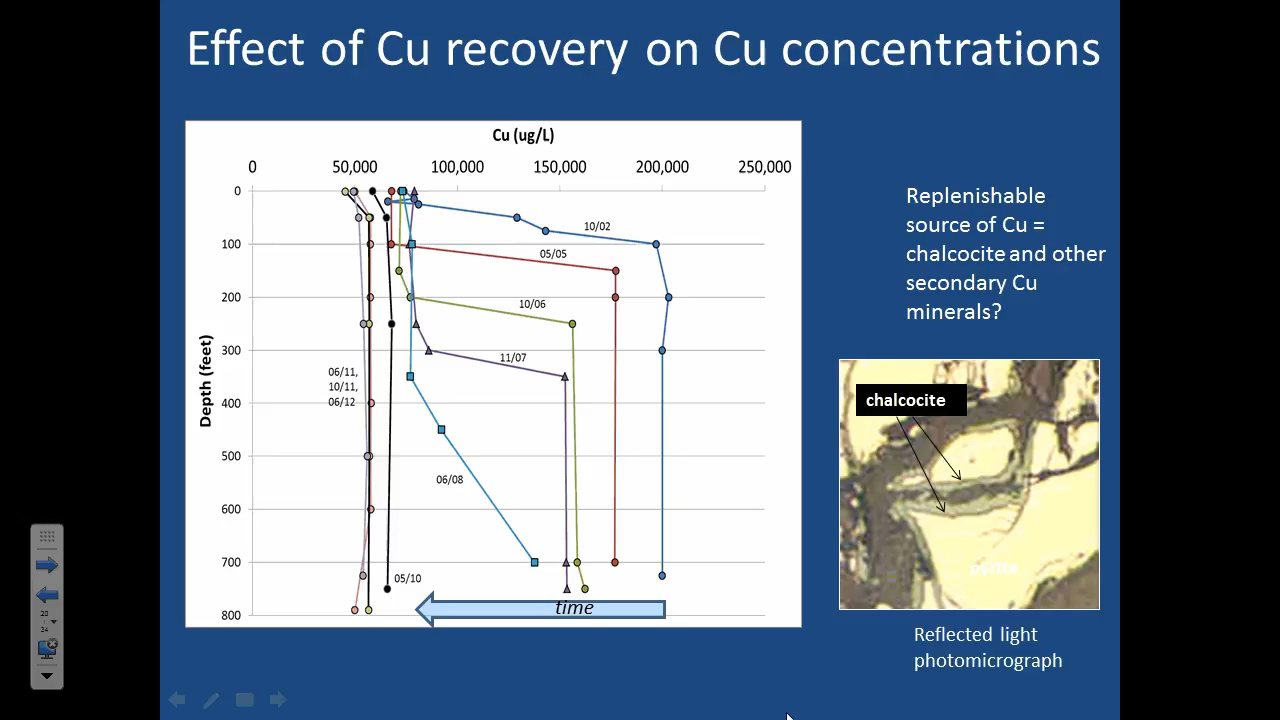 Effect of Cu recovery on Cu concentrations
Cu (ug/L)
0 50,000 100,000 150,000 200,000 250,000
0
100
200
300
400
500
600
700
800
Depth (feet)
10/02
05/05
10/06
11/07
06/11,
10/11,
06/12
06/08
05/10
time
Replenishable
source of Cu =
chalcocite and other
secondary Cu
minerals?
chalcocite
pyrite
Reflected light
photomicrograph
28
34